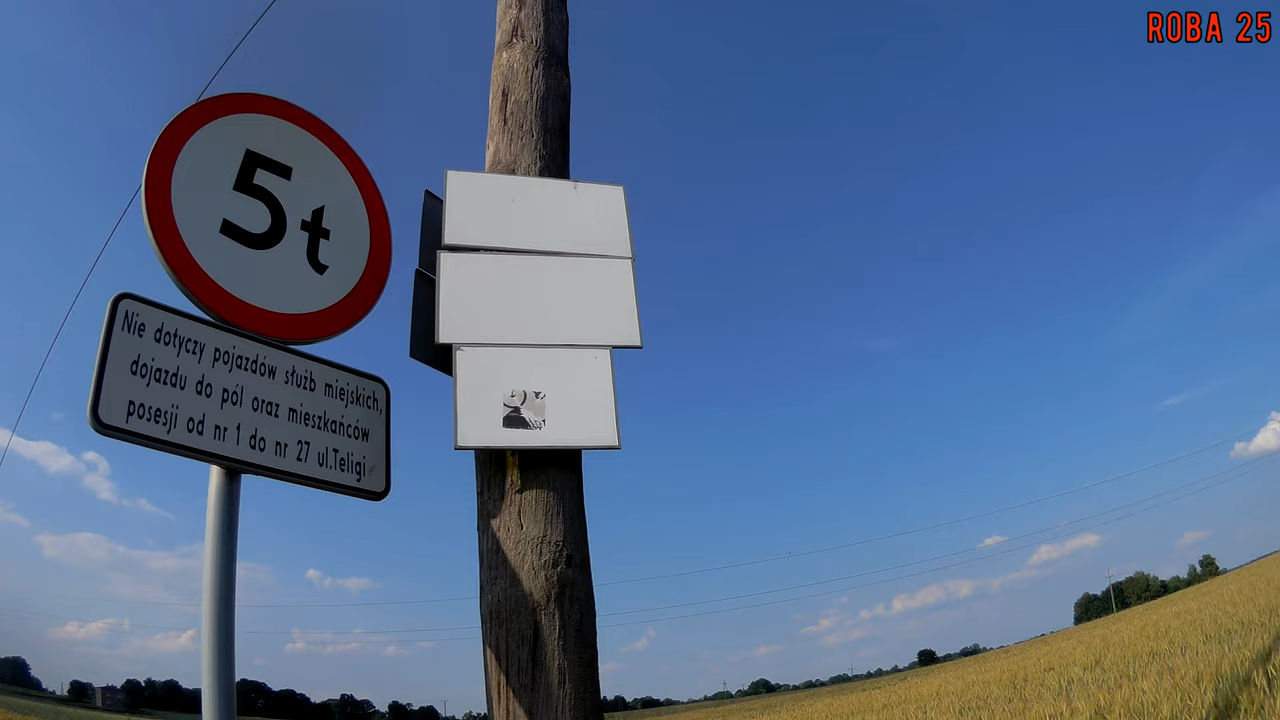 ROBA 25
5t
Nie dotyczy pojazdów służb miejskich,
dojazdu do pól oraz mieszkańców
posesji od nr 1 do nr 27 ul.Teligi